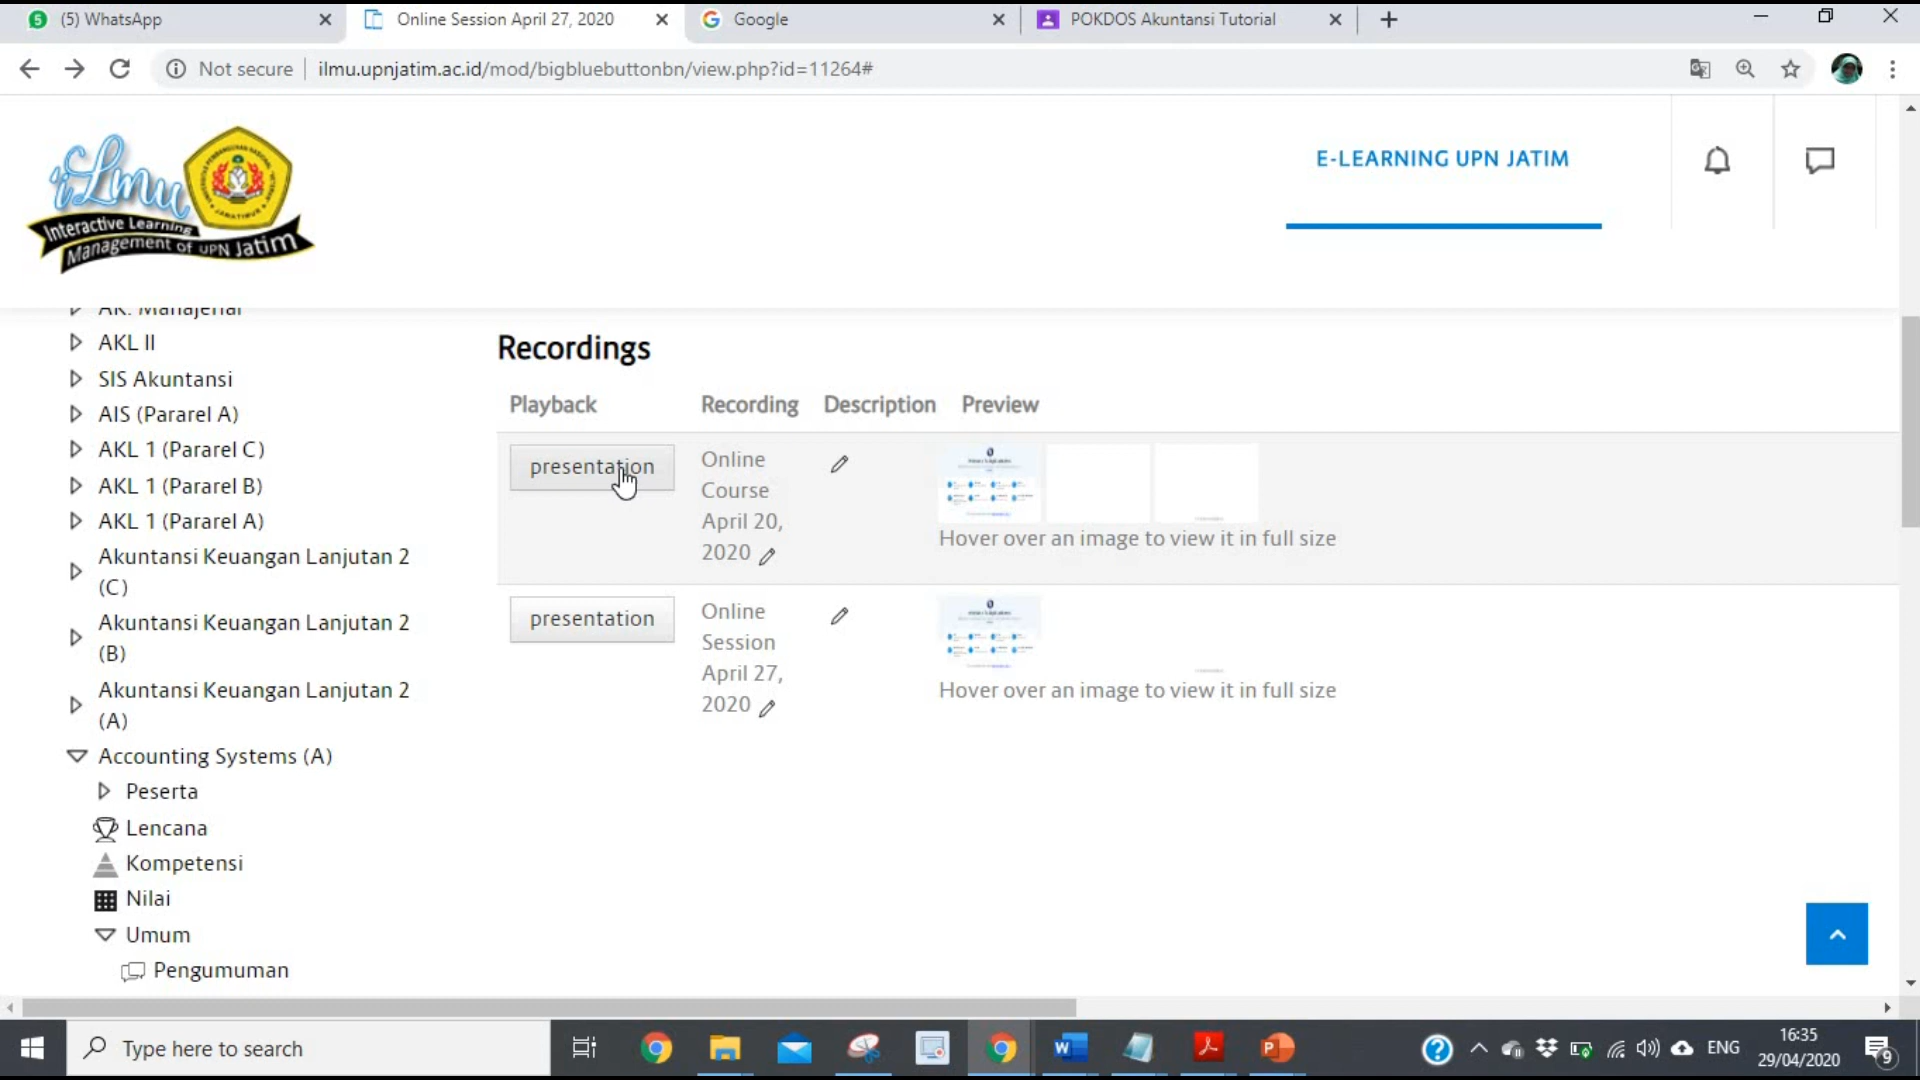 (5) WhatsApp
Online Session April 27, 2020
Google
POKDOS Akuntansi Tutorial
Not secure
ilmu.upnjatim.ac.id/mod/bigbluebuttonbn/view.php?id=11264#
iLmu
Interactive Learning
Management of UPN Jatim
E-LEARNING UPN JATIM
AK. Manajerial
AKL II
SIS Akuntansi
AIS (Pararel A)
AKL 1 (Pararel C)
AKL 1 (Pararel B)
AKL 1 (Pararel A)
Akuntansi Keuangan Lanjutan 2
(C)
Akuntansi Keuangan Lanjutan 2
(B)
Akuntansi Keuangan Lanjutan 2
(A)
Accounting Systems (A)
Peserta
Lencana
Kompetensi
Nilai
Umum
Pengumuman
Recordings
Playback Recording Description Preview
presentation
Online
Course
April 20,
2020
Hover over an image to view it in full size
presentation
Online
Session
April 27,
2020
Hover over an image to view it in full size
Type here to search
ENG
16:35
29/04/2020
9